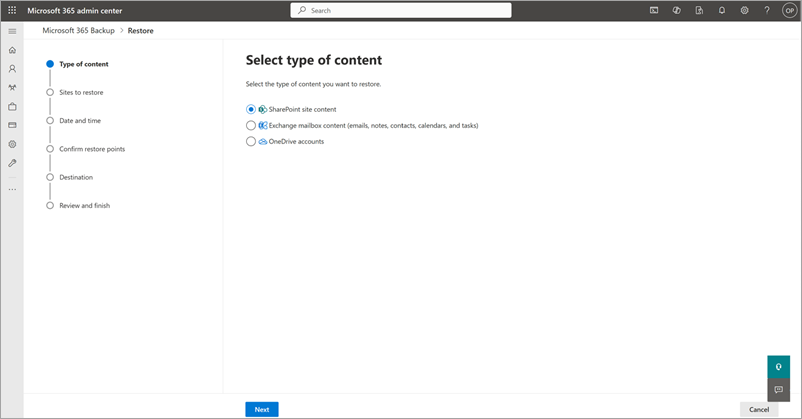 Microsoft 365 admin center
Search
OP
Microsoft 365 Backup > Restore
Type of content
Sites to restore
Date and time
Confirm restore points
Destination
Review and finish
Select type of content
Select the type of content you want to restore.
SharePoint site content
Exchange mailbox content (emails, notes, contacts, calendars, and tasks)
OneDrive accounts
Next
Cancel